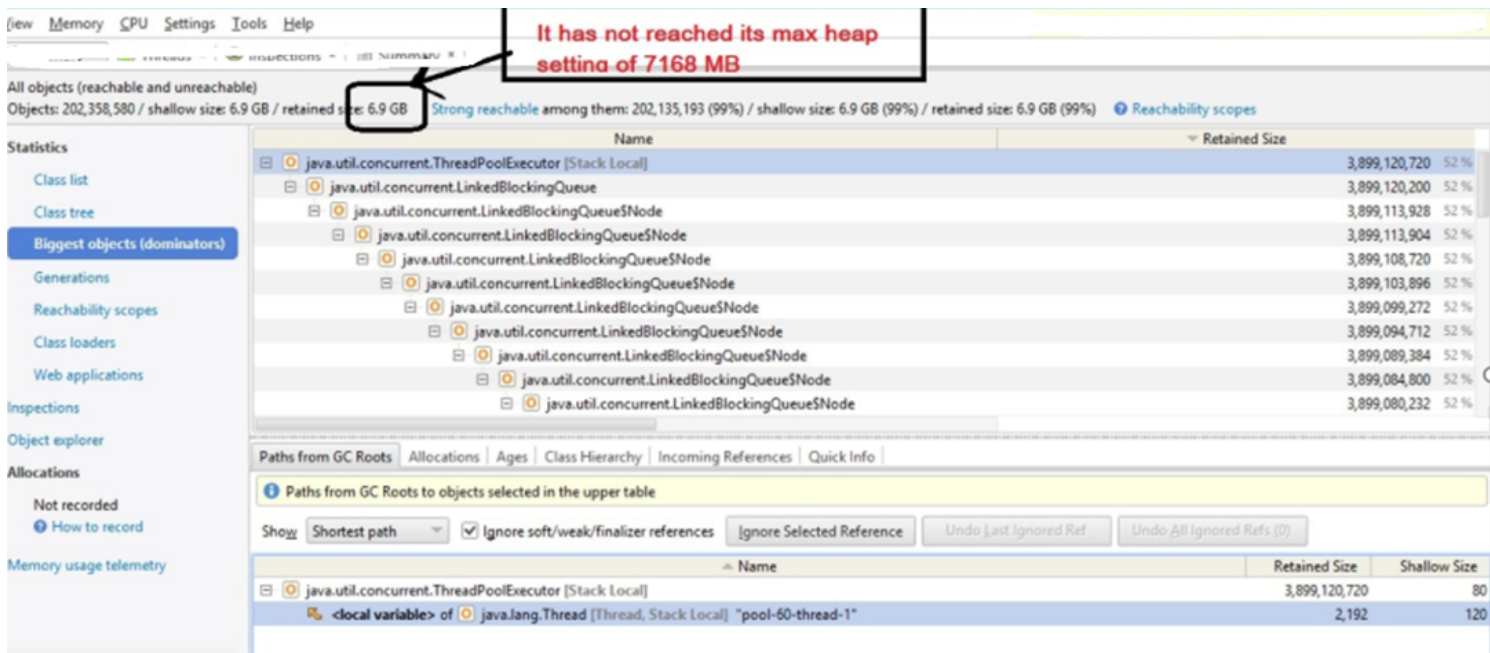 View Memory CPU Settings Tools Help
It has not reached its max heap
setting of 7168 MB
Threads Inspections Summary
All objects (reachable and unreachable)
Objects: 202,358,580 / shallow size: 6.9 GB / retained size: 6.9 GB Strong reachable among them: 202,135,193 (99%) / shallow size: 6.9 GB (99%) / retained size: 6.9 GB (99%) Reachability scopes
Statistics
Class list
Class tree
Biggest objects (dominators)
Generations
Reachability scopes
Class loaders
Web applications
Inspections
Object explorer
Allocations
Not recorded
How to record
Memory usage telemetry
Name Retained Size
java.util.concurrent.ThreadPoolExecutor [Stack Local] 3,899,120,720 52 %
java.util.concurrent.LinkedBlockingQueue 3,899,120,200 52 %
java.util.concurrent.LinkedBlockingQueue$Node 3,899,113,928 52 %
java.util.concurrent.LinkedBlockingQueue$Node 3,899,113,904 52 %
java.util.concurrent.LinkedBlockingQueue$Node 3,899,108,720 52 %
java.util.concurrent.LinkedBlockingQueue$Node 3,899,103,896 52 %
java.util.concurrent.LinkedBlockingQueue$Node 3,899,099,272 52 %
java.util.concurrent.LinkedBlockingQueue$Node 3,899,094,712 52 %
java.util.concurrent.LinkedBlockingQueue$Node 3,899,089,384 52 %
java.util.concurrent.LinkedBlockingQueue$Node 3,899,084,800 52 %
java.util.concurrent.LinkedBlockingQueue$Node 3,899,080,232 52 %
Paths from GC Roots Allocations Ages Class Hierarchy Incoming References Quick Info
Paths from GC Roots to objects selected in the upper table
Show Shortest path Ignore soft/weak/finalizer references Ignore Selected Reference Undo Last Ignored Ref Undo All Ignored Refs (0)
Name Retained Size Shallow Size
java.util.concurrent.ThreadPoolExecutor [Stack Local] 3,899,120,720 80
<local variable> of java.lang.Thread [Thread, Stack Local] "pool-60-thread-1" 2,192 120